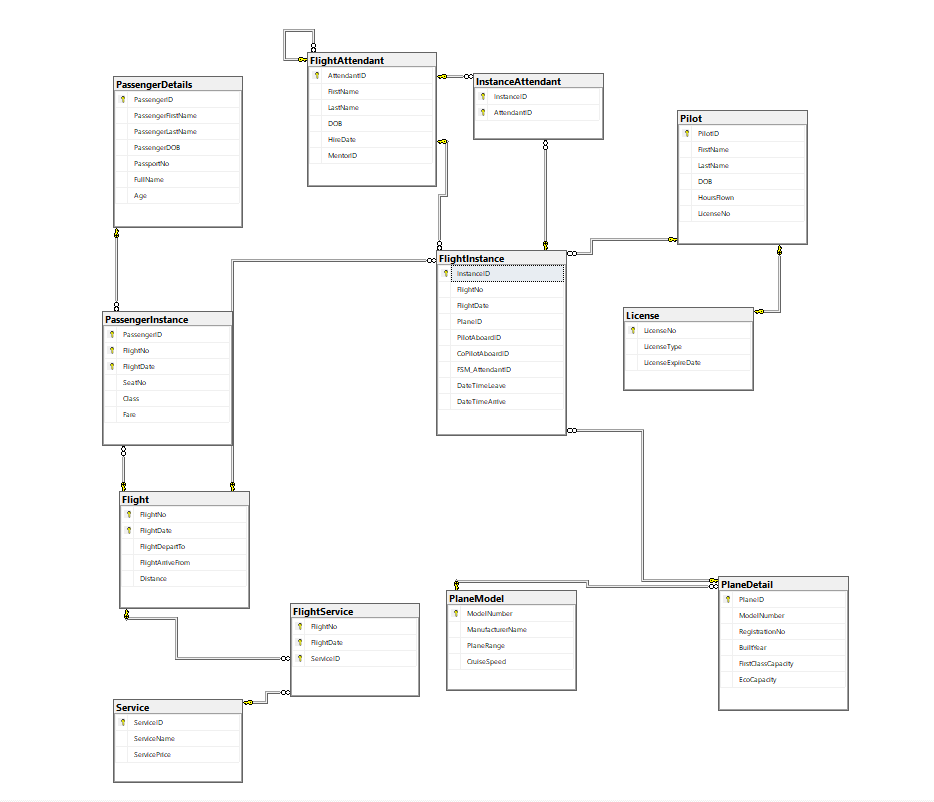 FlightAttendant
AttendantID
FirstName
LastName
DOB
HireDate
MentorID
PassengerDetails
PassengerID
PassengerFirstName
PassengerLastName
PassengerDOB
PassportNo
FullName
Age
InstanceAttendant
InstanceID
AttendantID
Pilot
PilotID
FirstName
LastName
DOB
HoursFlown
LicenseNo
FlightInstance
InstanceID
FlightNo
FlightDate
PlaneID
PilotAboardID
CoPilotAboardID
FSM_AttendantID
DateTimeLeave
DateTimeArrive
License
LicenseNo
LicenseType
LicenseExpireDate
PassengerInstance
PassengerID
FlightNo
FlightDate
SeatNo
Class
Fare
Flight
FlightNo
FlightDate
FlightDepartTo
FlightArriveFrom
Distance
FlightService
FlightNo
FlightDate
ServiceID
PlaneModel
ModelNumber
ManufacturerName
PlaneRange
CruiseSpeed
PlaneDetail
PlaneID
ModelNumber
RegistrationNo
BuiltYear
FirstClassCapacity
EcoCapacity
Service
ServiceID
ServiceName
ServicePrice